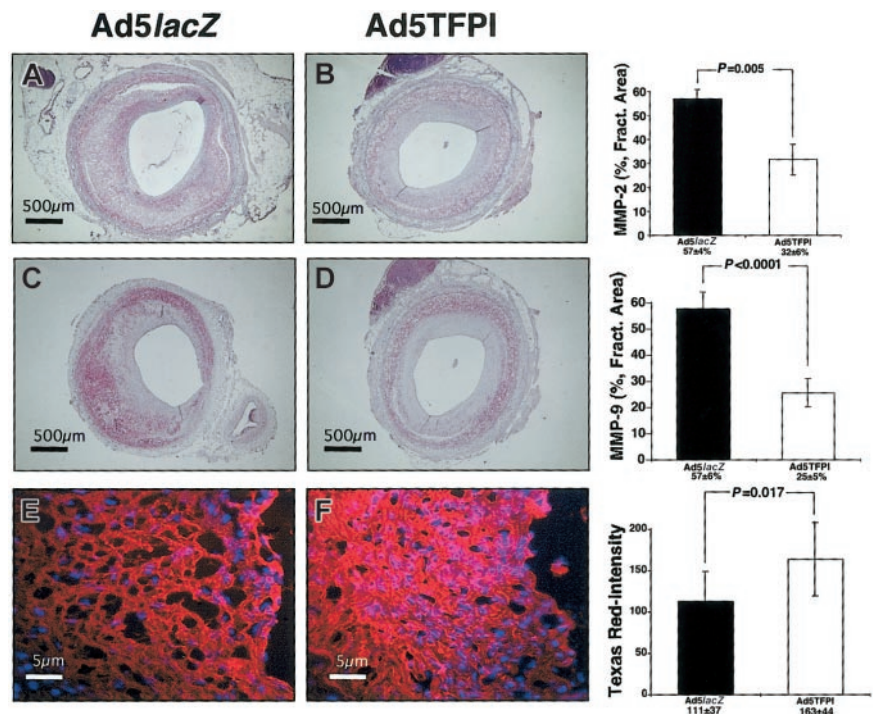 Ad5lacZ Ad5TFPI
A
500µm
B
500µm
MMP-2 (%, Fract. Area)
60
50
40
30
20
10
0
P=0.005
Ad5lacZ Ad5TFPI
57±4% 32±6%
C
500µm
D
500µm
MMP-9 (%, Fract. Area)
60
50
40
30
20
10
0
P<0.0001
Ad5lacZ Ad5TFPI
57±6% 25±5%
E
5µm
F
5µm
Texas Red-Intensity
200
150
100
50
0
P=0.017
Ad5lacZ Ad5TFPI
111±37 163±44